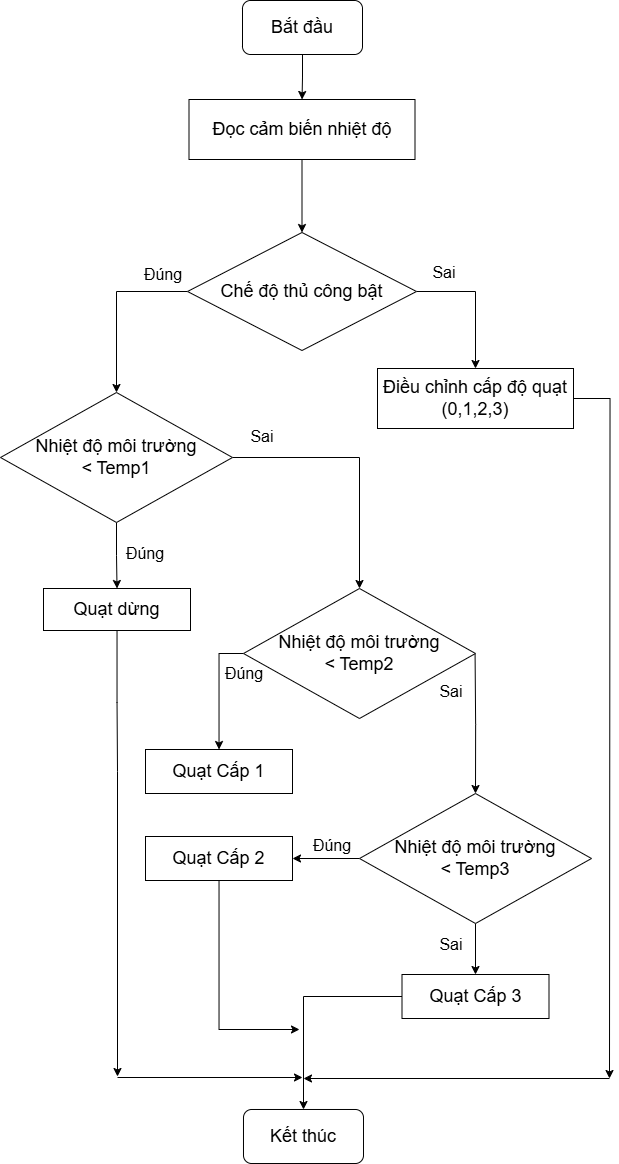 Bắt đầu
Đọc cảm biến nhiệt độ
Đúng
Sai
Chế độ thủ công bật
Điều chỉnh cấp độ quạt
(0,1,2,3)
Nhiệt độ môi trường
< Temp1
Sai
Đúng
Quạt dừng
Nhiệt độ môi trường
< Temp2
Đúng
Sai
Quạt Cấp 1
Quạt Cấp 2
Đúng
Nhiệt độ môi trường
< Temp3
Sai
Quạt Cấp 3
Kết thúc